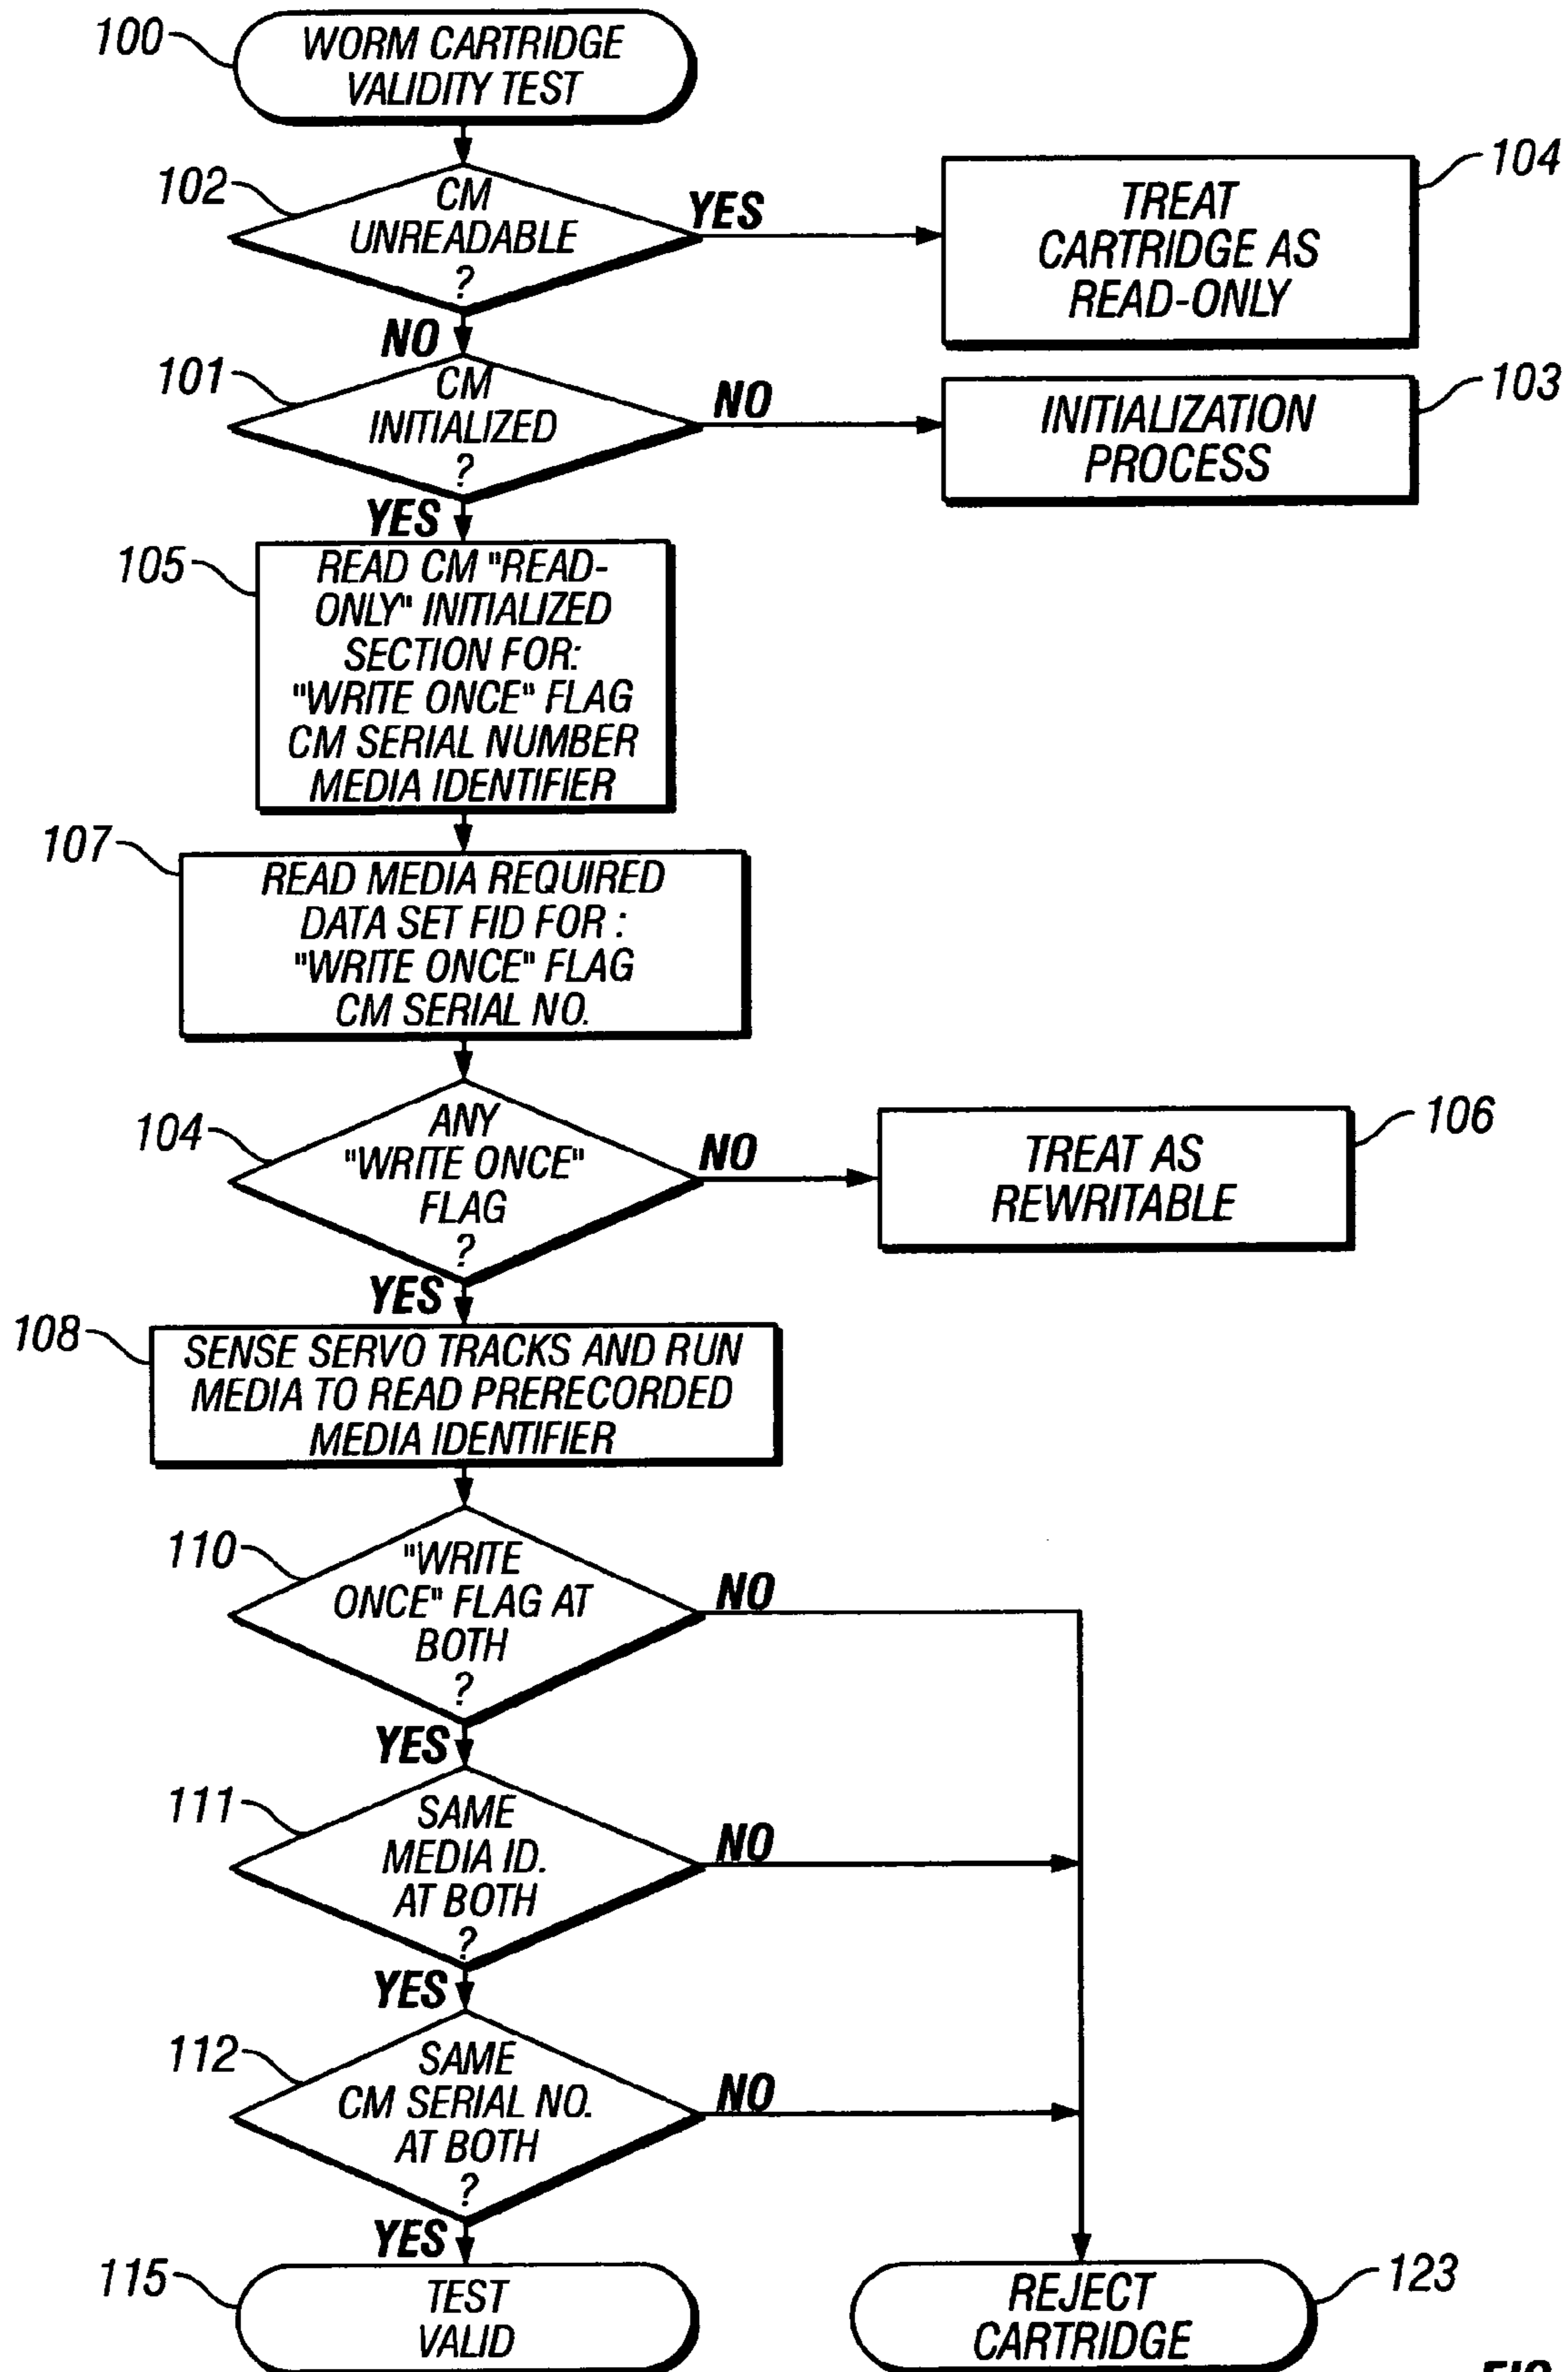 100
WORM CARTRIDGE
VALIDITY TEST
102
CM
UNREADABLE
?
YES
104
TREAT
CARTRIDGE AS
READ-ONLY
NO
101
CM
INITIALIZED
?
NO
103
INITIALIZATION
PROCESS
YES
105
READ CM "READ-
ONLY" INITIALIZED
SECTION FOR:
"WRITE ONCE" FLAG
CM SERIAL NUMBER
MEDIA IDENTIFIER
107
READ MEDIA REQUIRED
DATA SET FID FOR :
"WRITE ONCE" FLAG
CM SERIAL NO.
104
ANY
"WRITE ONCE"
FLAG
?
NO
106
TREAT AS
REWRITABLE
YES
108
SENSE SERVO TRACKS AND RUN
MEDIA TO READ PRERECORDED
MEDIA IDENTIFIER
110
"WRITE
ONCE" FLAG AT
BOTH
?
NO
YES
111
SAME
MEDIA ID.
AT BOTH
?
NO
YES
112
SAME
CM SERIAL NO.
AT BOTH
?
NO
YES
115
TEST
VALID
123
REJECT
CARTRIDGE